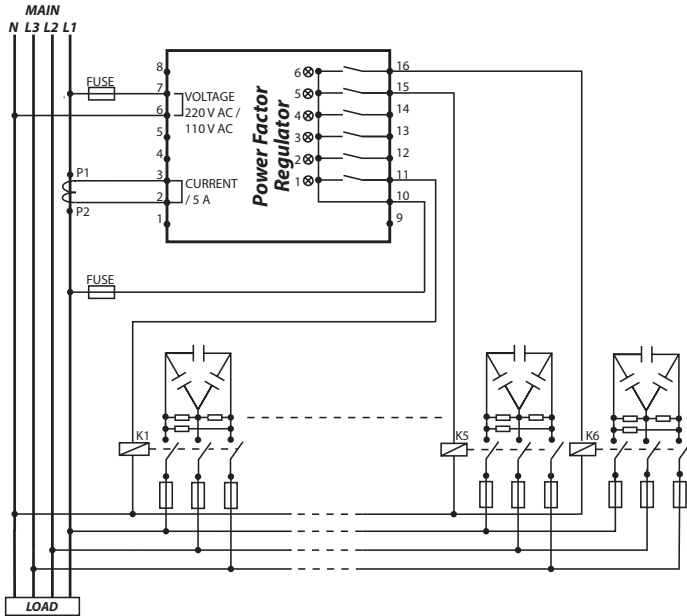 MAIN
N L3 L2 L1
FUSE
8
7
6
5
4
3
2
1
VOLTAGE
220 V AC /
110 V AC
CURRENT
/ 5 A
Power Factor
Regulator
6
5
4
3
2
1
16
15
14
13
12
11
10
9
P1
P2
FUSE
K1
K5
K6
LOAD